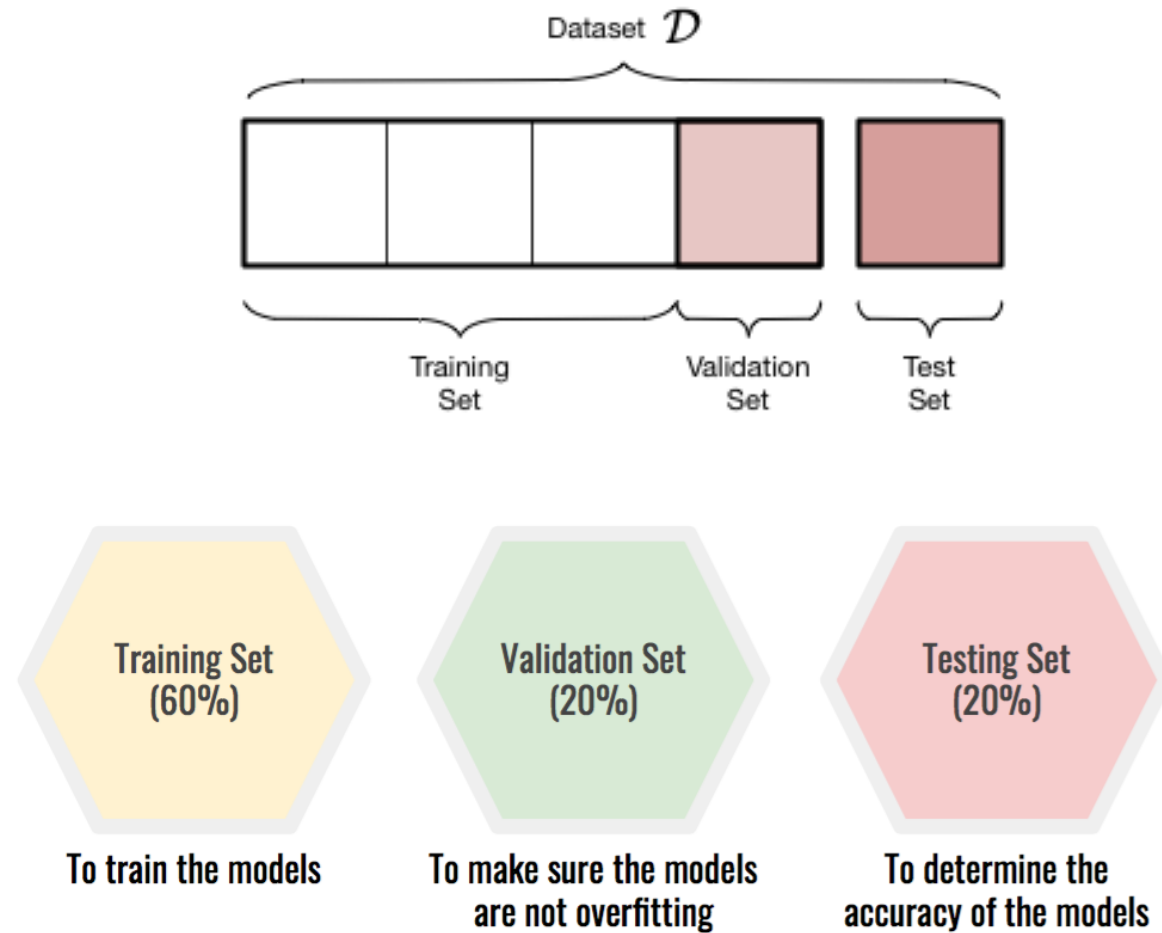 Dataset 𝒟
Training
Set
Validation
Set
Test
Set
Training Set
(60%)
Validation Set
(20%)
Testing Set
(20%)
To train the models
To make sure the models
are not overfitting
To determine the
accuracy of the models